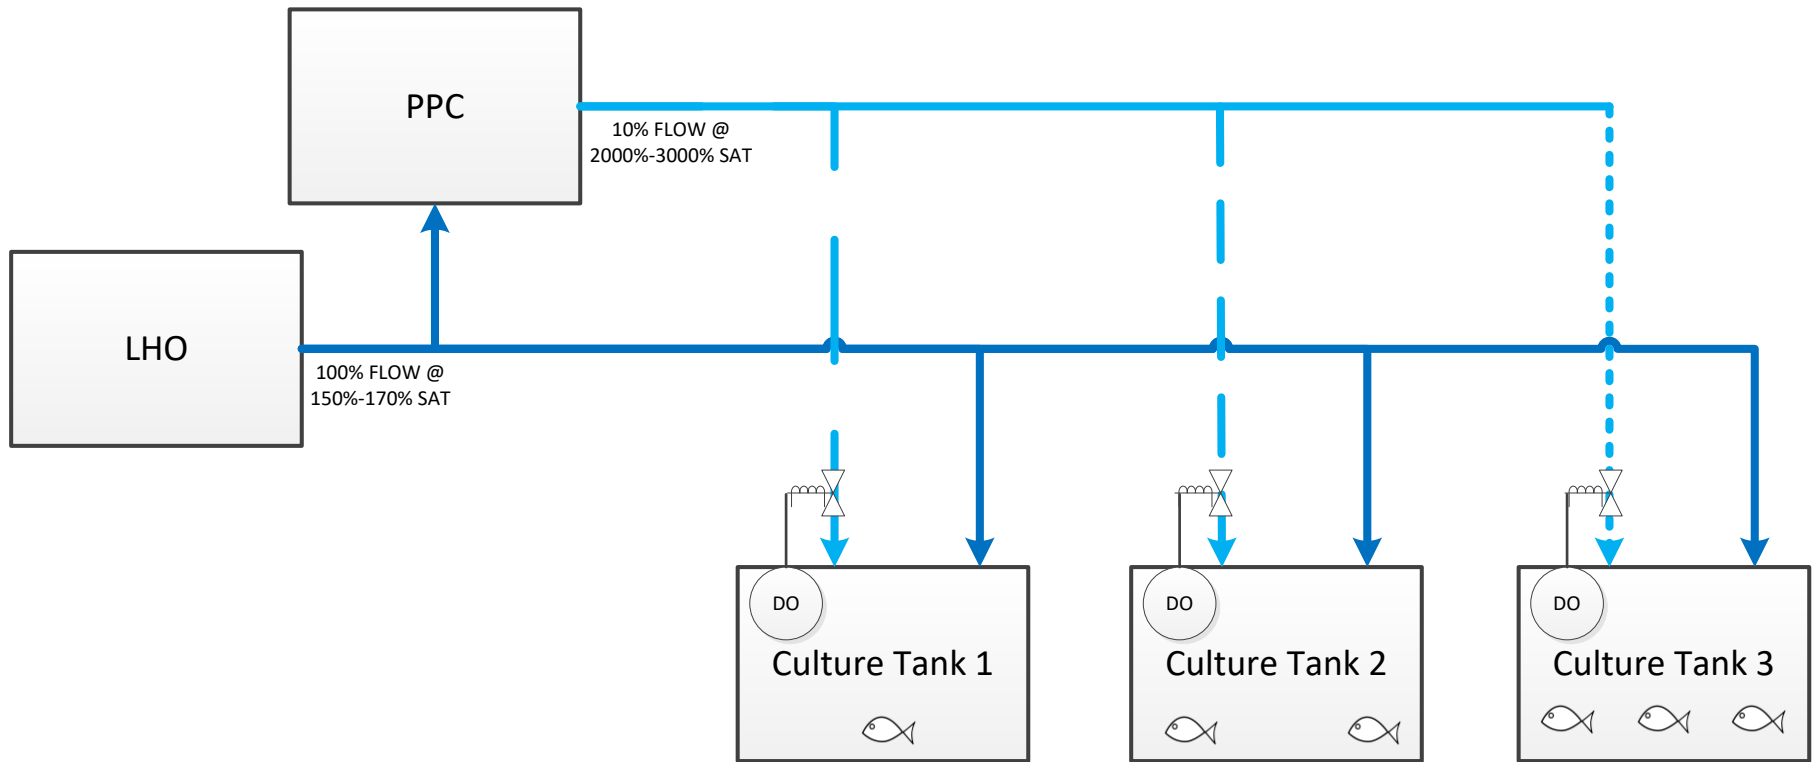 PPC
10% FLOW @
2000%-3000% SAT
LHO
100% FLOW @
150%-170% SAT
DO
Culture Tank 1
DO
Culture Tank 2
DO
Culture Tank 3